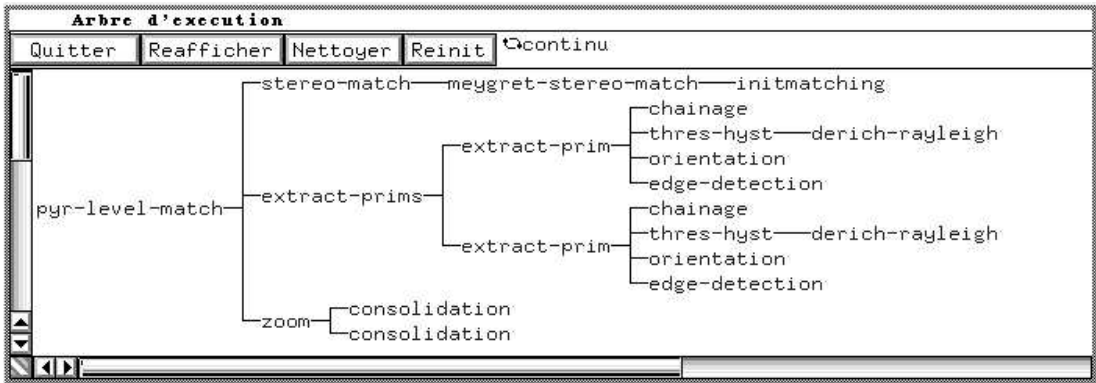 Arbre d'execution
Quitter Reafficher Nettoyer Reinit continu
stereo-match meygret-stereo-match initmatching
chainage
thres-hyst derich-rayleigh
extract-prim
orientation
edge-detection
extract-prims
pyr-level-match
chainage
thres-hyst derich-rayleigh
extract-prim
orientation
edge-detection
consolidation
zoom
consolidation